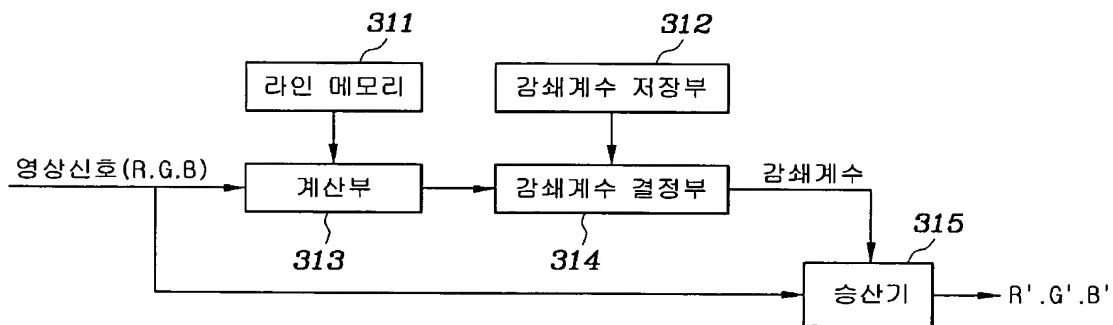 311
312
라인 메모리
감쇄계수 저장부
영상신호(R.G.B)
계산부
감쇄계수 결정부
감쇄계수
313
314
315
승산기
R'.G'.B'